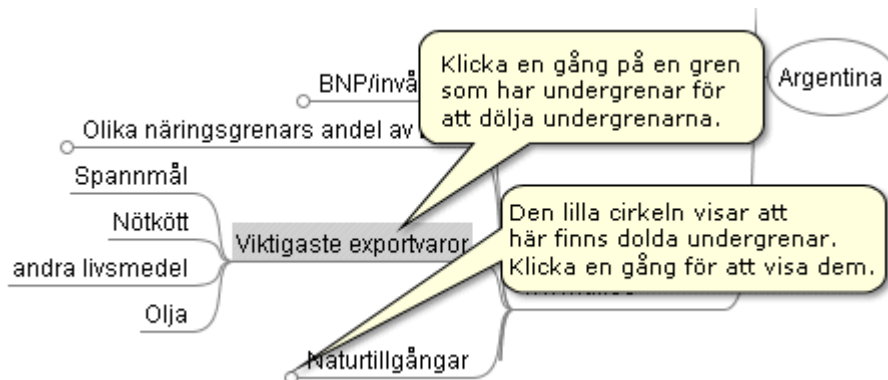 Klicka en gång på en gren
som har undergrenar för
att dölja undergrenarna.
Argentina
BNP/invå
Olika näringsgrenars andel av
Spannmål
Nötkött
Viktigaste exportvaror
andra livsmedel
Olja
Den lilla cirkeln visar att
här finns dolda undergrenar.
Klicka en gång för att visa dem.
Naturtillgångar